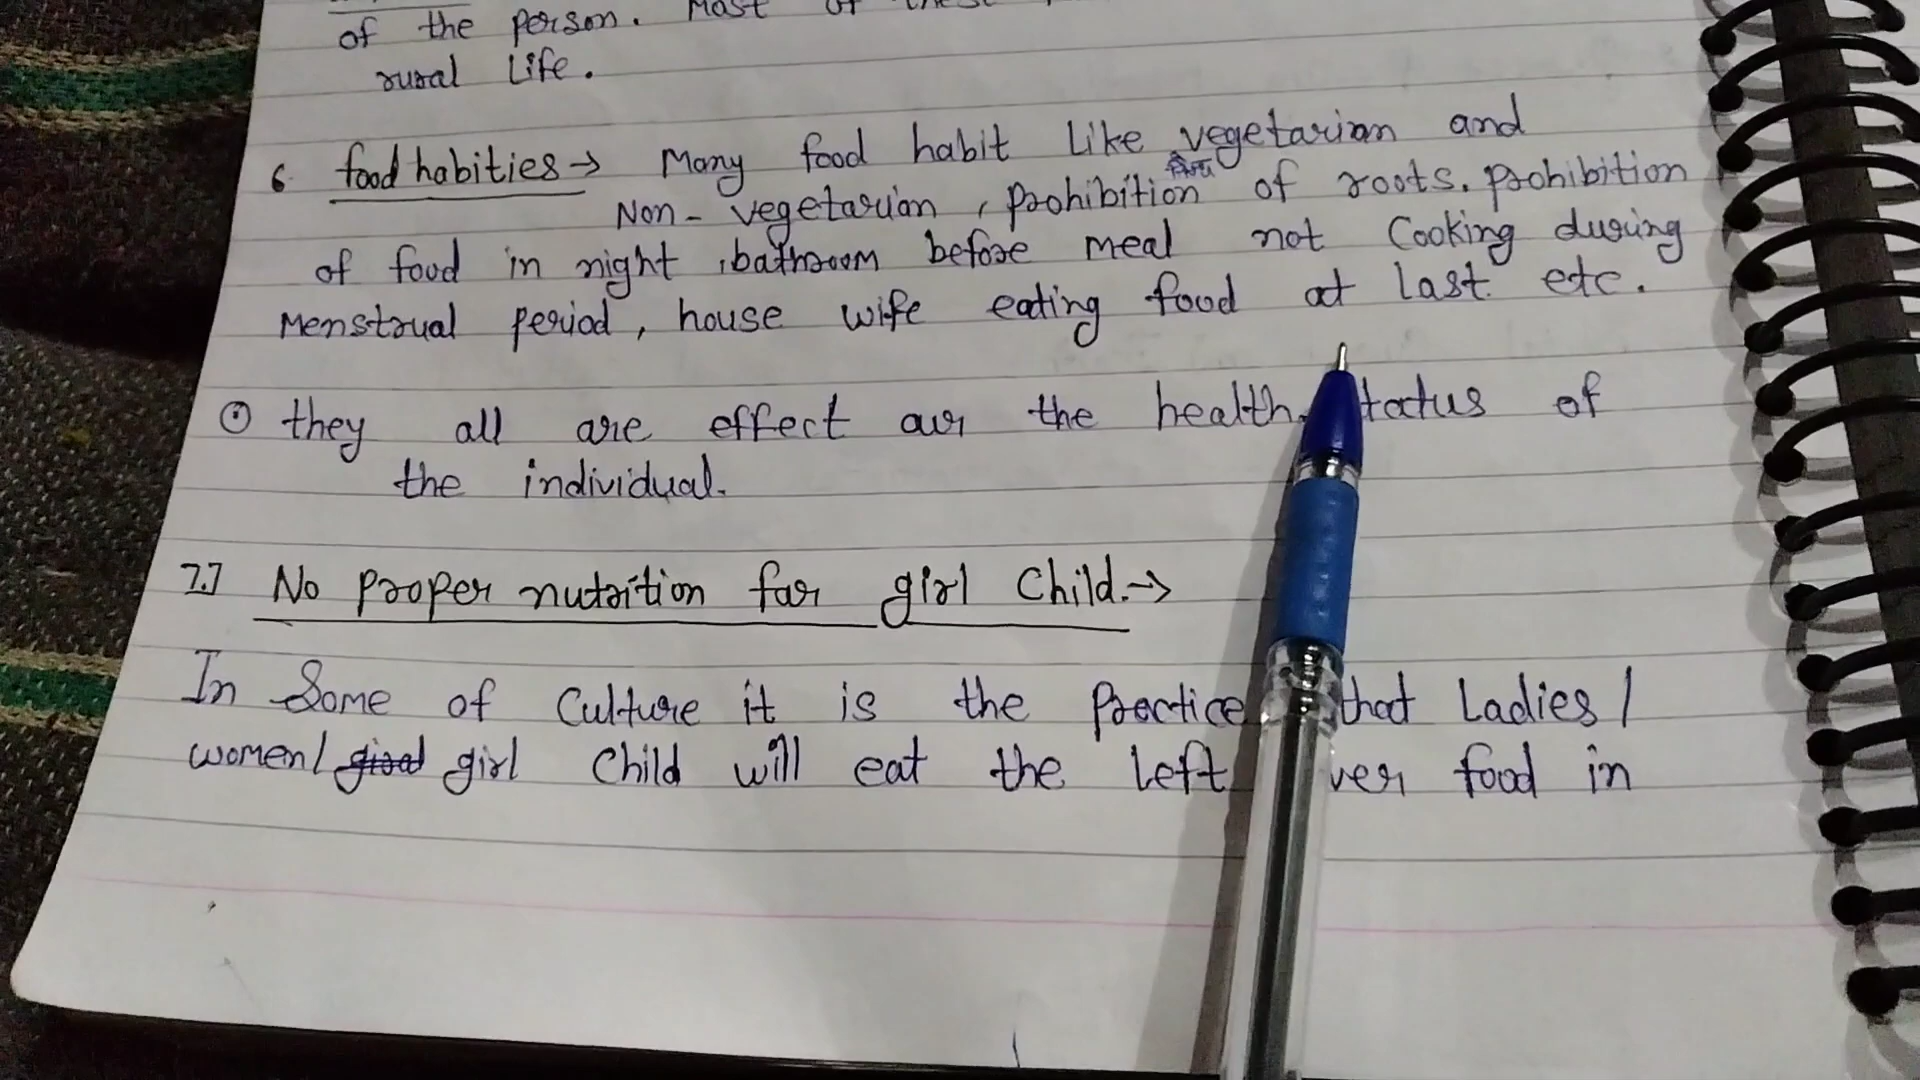 of the person. Most of these
rural Life.
6. food habities → Many food habit Like vegetarian and
Non-vegetarian, prohibition of roots. prohibition
of food in night, bathroom before meal not Cooking during
Menstrual period, house wife eating food at last etc.
⊙ they all are effect our the health tatus of
the individual.
7.7 No proper nutrition for girl Child. →
In Some of Culture it is the Practice that Ladies /
women/ girl Child will eat the left ver food in